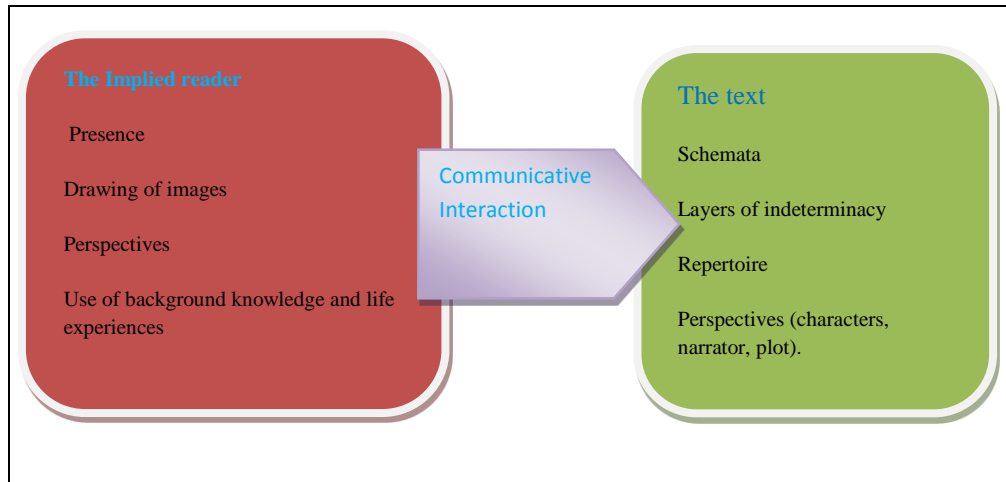 The Implied reader
Presence
Drawing of images
Perspectives
Use of background knowledge and life
experiences
Communicative
Interaction
The text
Schemata
Layers of indeterminacy
Repertoire
Perspectives (characters,
narrator, plot).